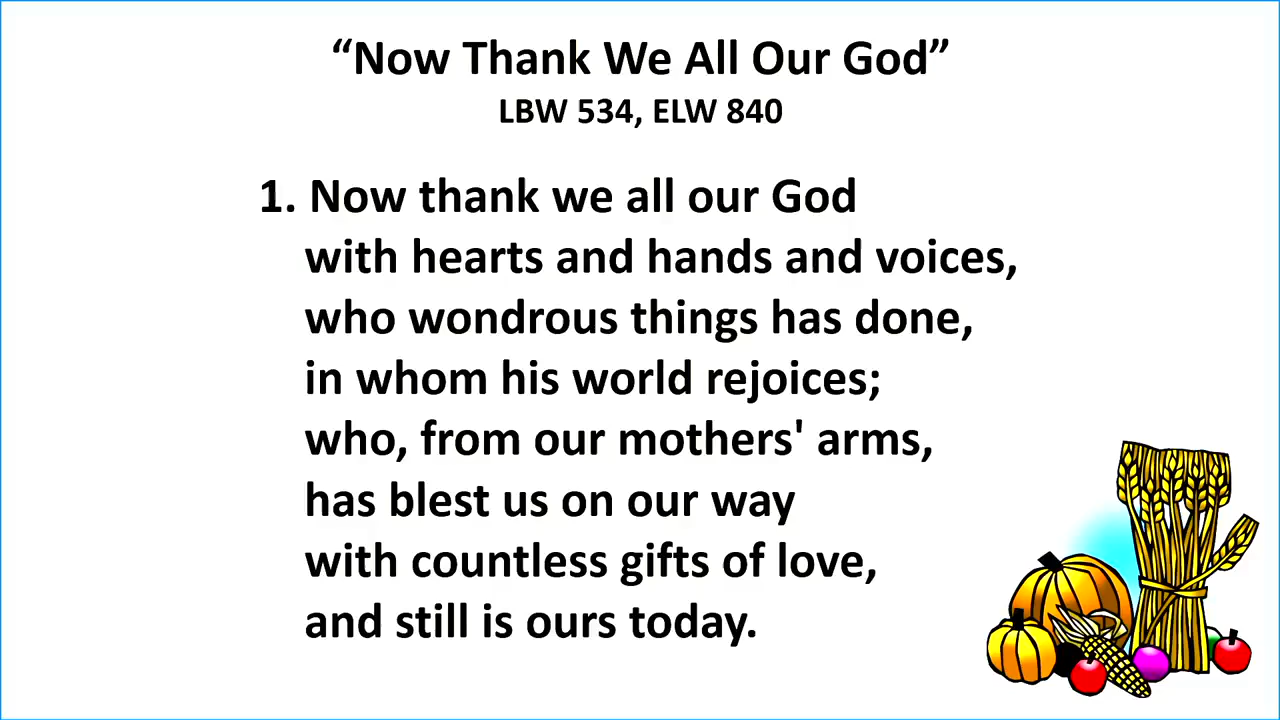 “Now Thank We All Our God”
LBW 534, ELW 840
1. Now thank we all our God
with hearts and hands and voices,
who wondrous things has done,
in whom his world rejoices;
who, from our mothers' arms,
has blest us on our way
with countless gifts of love,
and still is ours today.